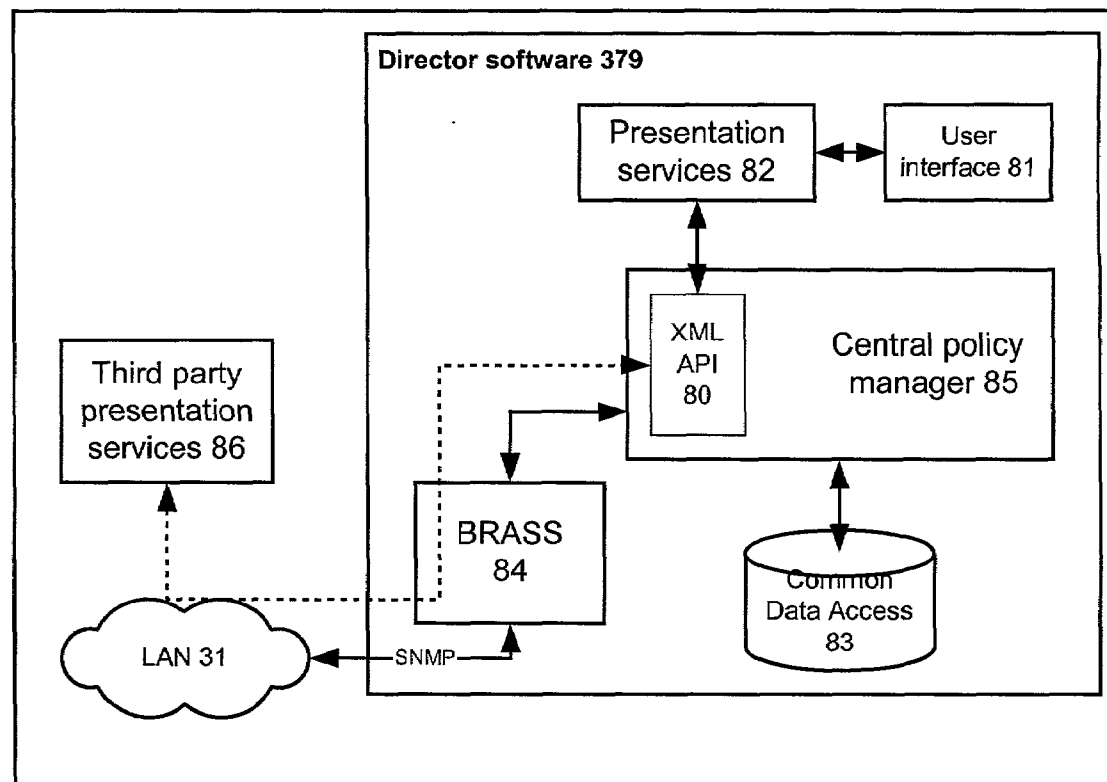 Director software 379
Presentation
services 82
User
interface 81
XML
API
80
Central policy
manager 85
Third party
presentation
services 86
BRASS
84
Common
Data Access
83
LAN 31
SNMP